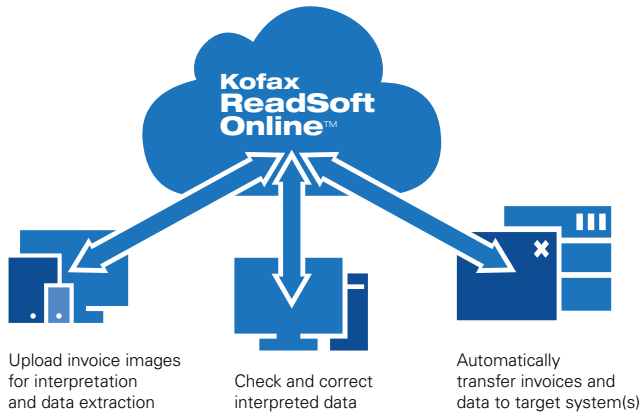 Kofax
ReadSoft
Online™
Upload invoice images
for interpretation
and data extraction
Check and correct
interpreted data
Automatically
transfer invoices and
data to target system(s)